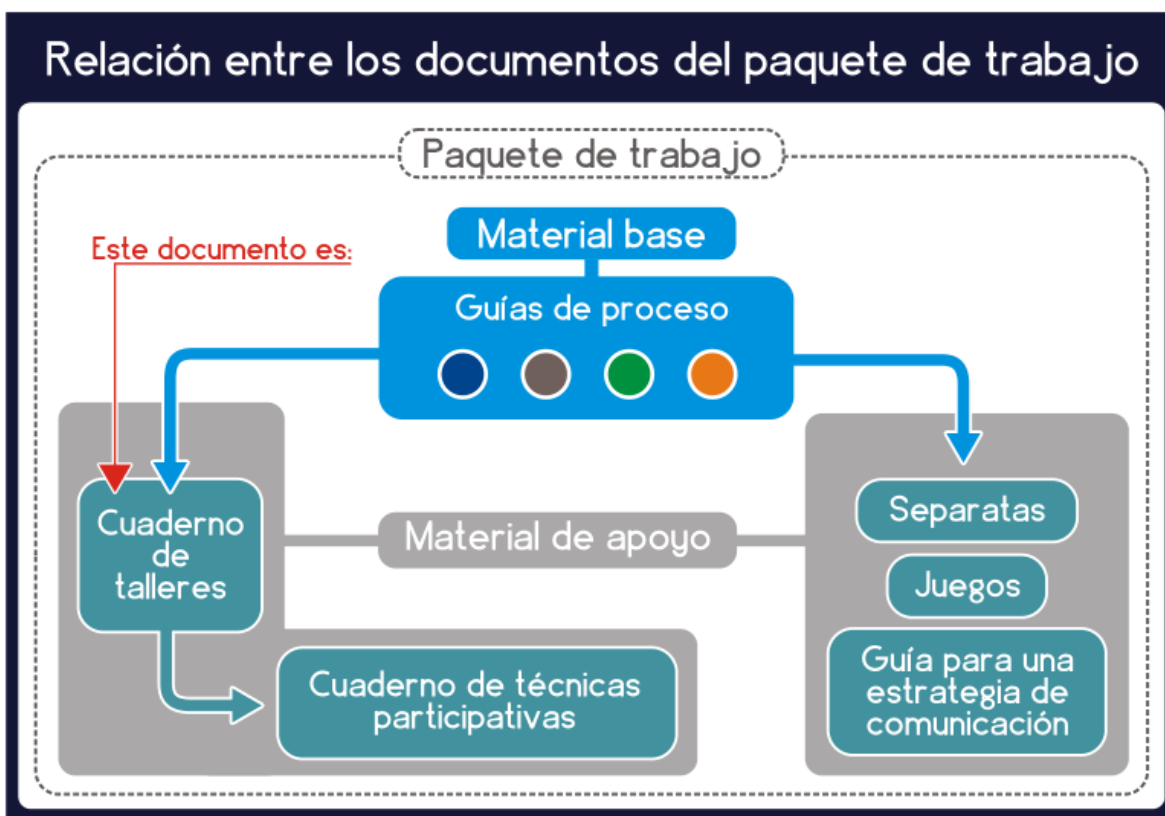 Relación entre los documentos del paquete de trabajo
Paquete de trabajo
Material base
Este documento es:
Guías de proceso
Cuaderno
de
talleres
Material de apoyo
Separatas
Juegos
Guía para una
estrategia de
comunicación
Cuaderno de técnicas
participativas